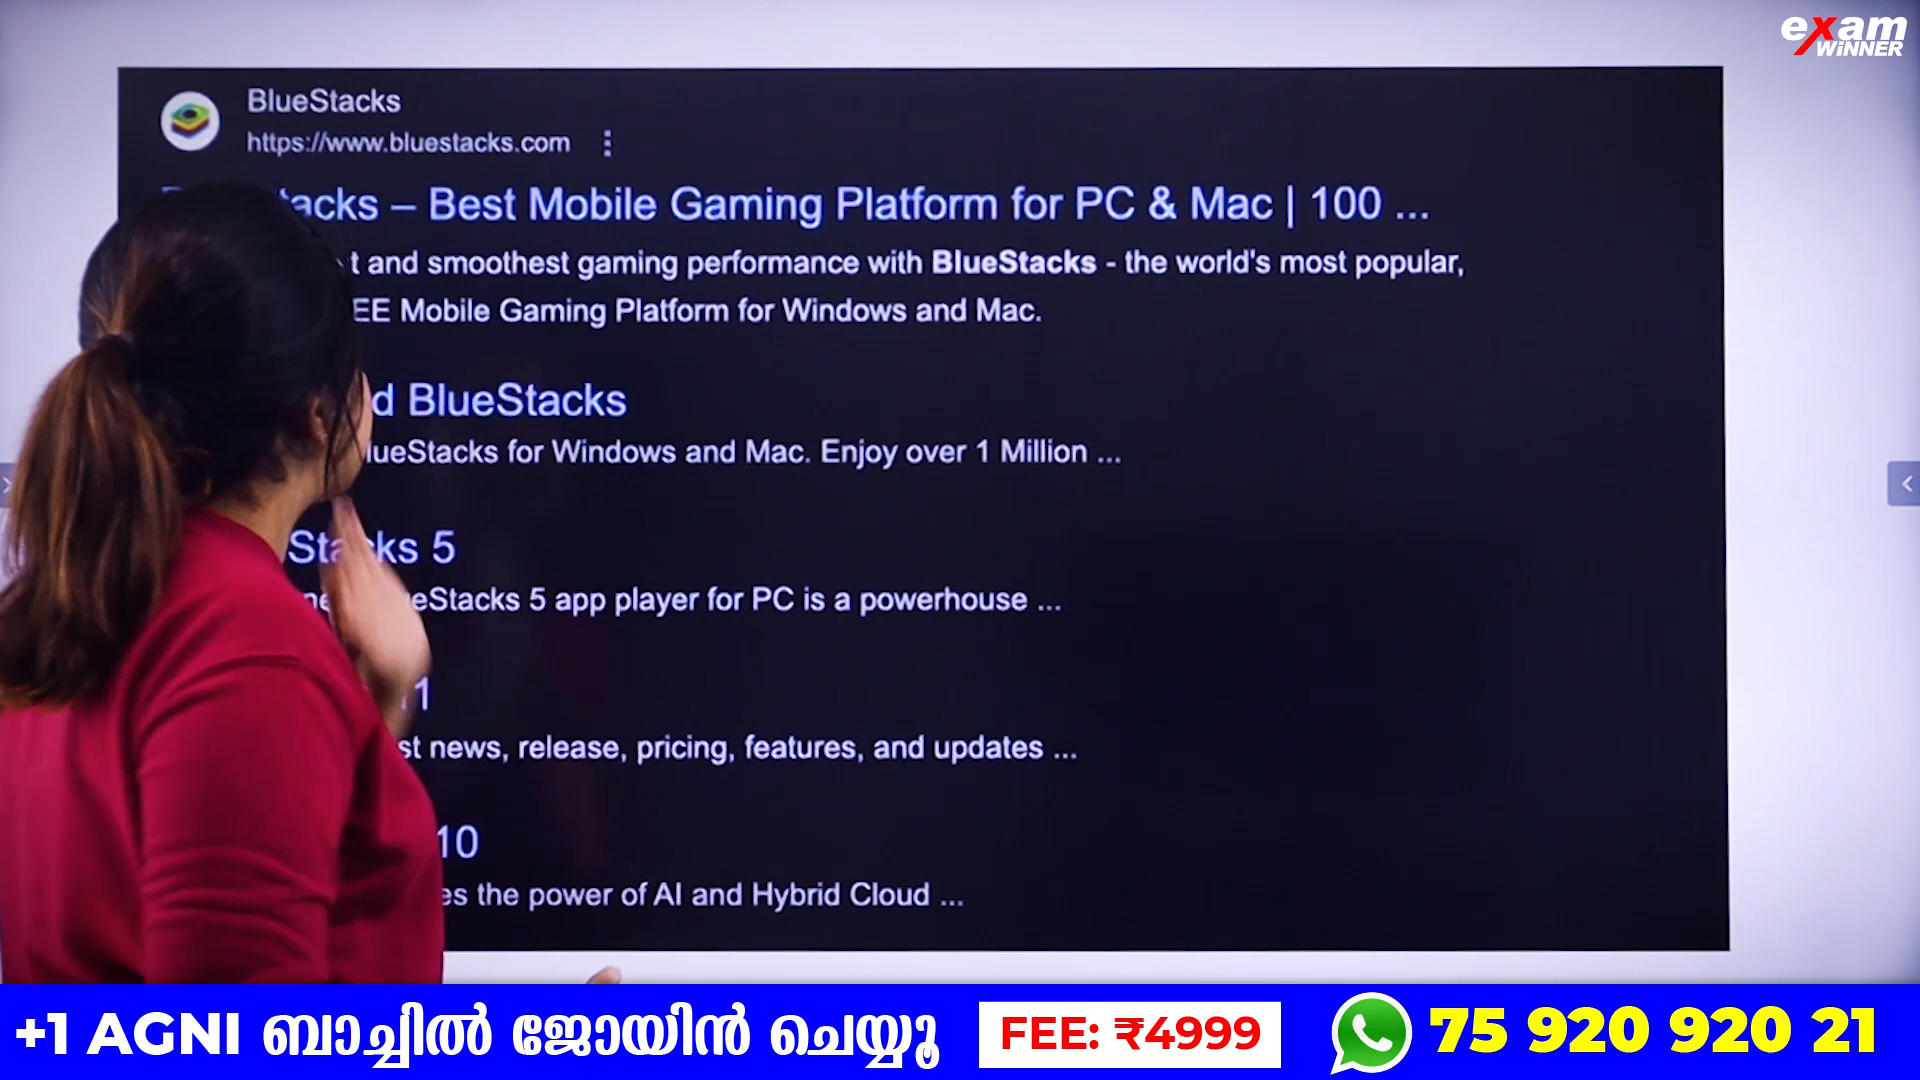 exam
WiNNER
BlueStacks
https://www.bluestacks.com
tacks – Best Mobile Gaming Platform for PC & Mac | 100 ...
t and smoothest gaming performance with BlueStacks - the world's most popular,
EE Mobile Gaming Platform for Windows and Mac.
d BlueStacks
lueStacks for Windows and Mac. Enjoy over 1 Million ...
Stacks 5
eStacks 5 app player for PC is a powerhouse ...
11
st news, release, pricing, features, and updates ...
10
es the power of AI and Hybrid Cloud ...
+1 AGNI ബാച്ചിൽ ജോയിൻ ചെയ്യൂ
FEE: ₹4999
75 920 920 21